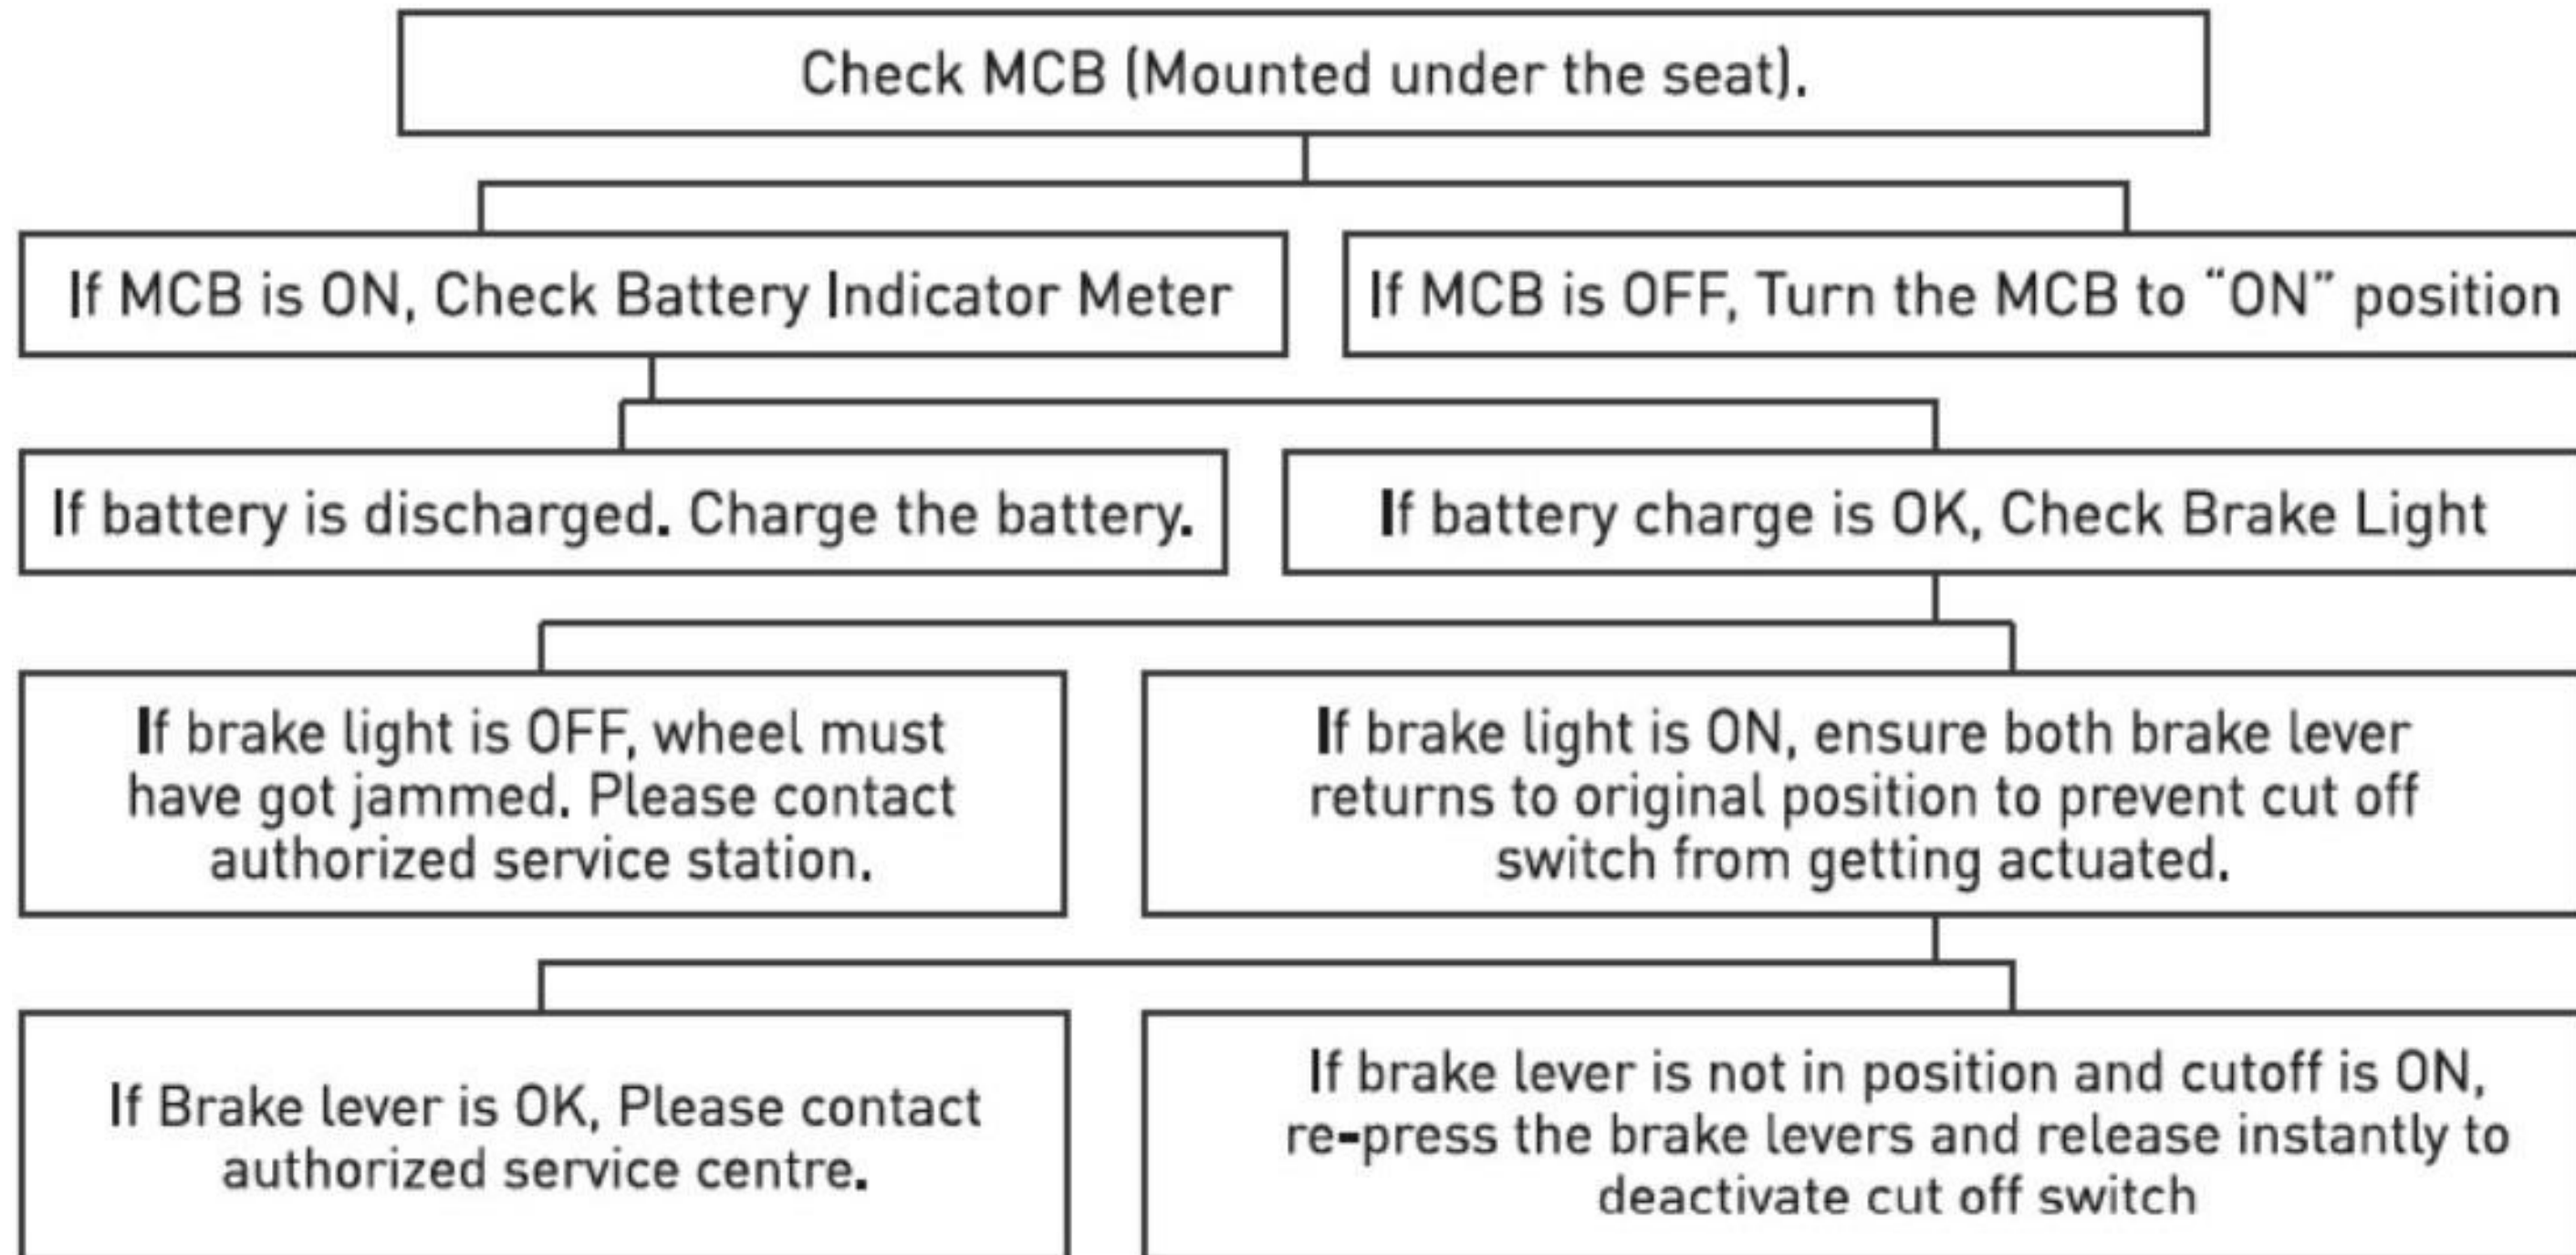 Check MCB (Mounted under the seat).
If MCB is ON, Check Battery Indicator Meter
If MCB is OFF, Turn the MCB to “ON” position
If battery is discharged. Charge the battery.
If battery charge is OK, Check Brake Light
If brake light is OFF, wheel must
have got jammed. Please contact
authorized service station.
If brake light is ON, ensure both brake lever
returns to original position to prevent cut off
switch from getting actuated.
If Brake lever is OK, Please contact
authorized service centre.
If brake lever is not in position and cutoff is ON,
re-press the brake levers and release instantly to
deactivate cut off switch